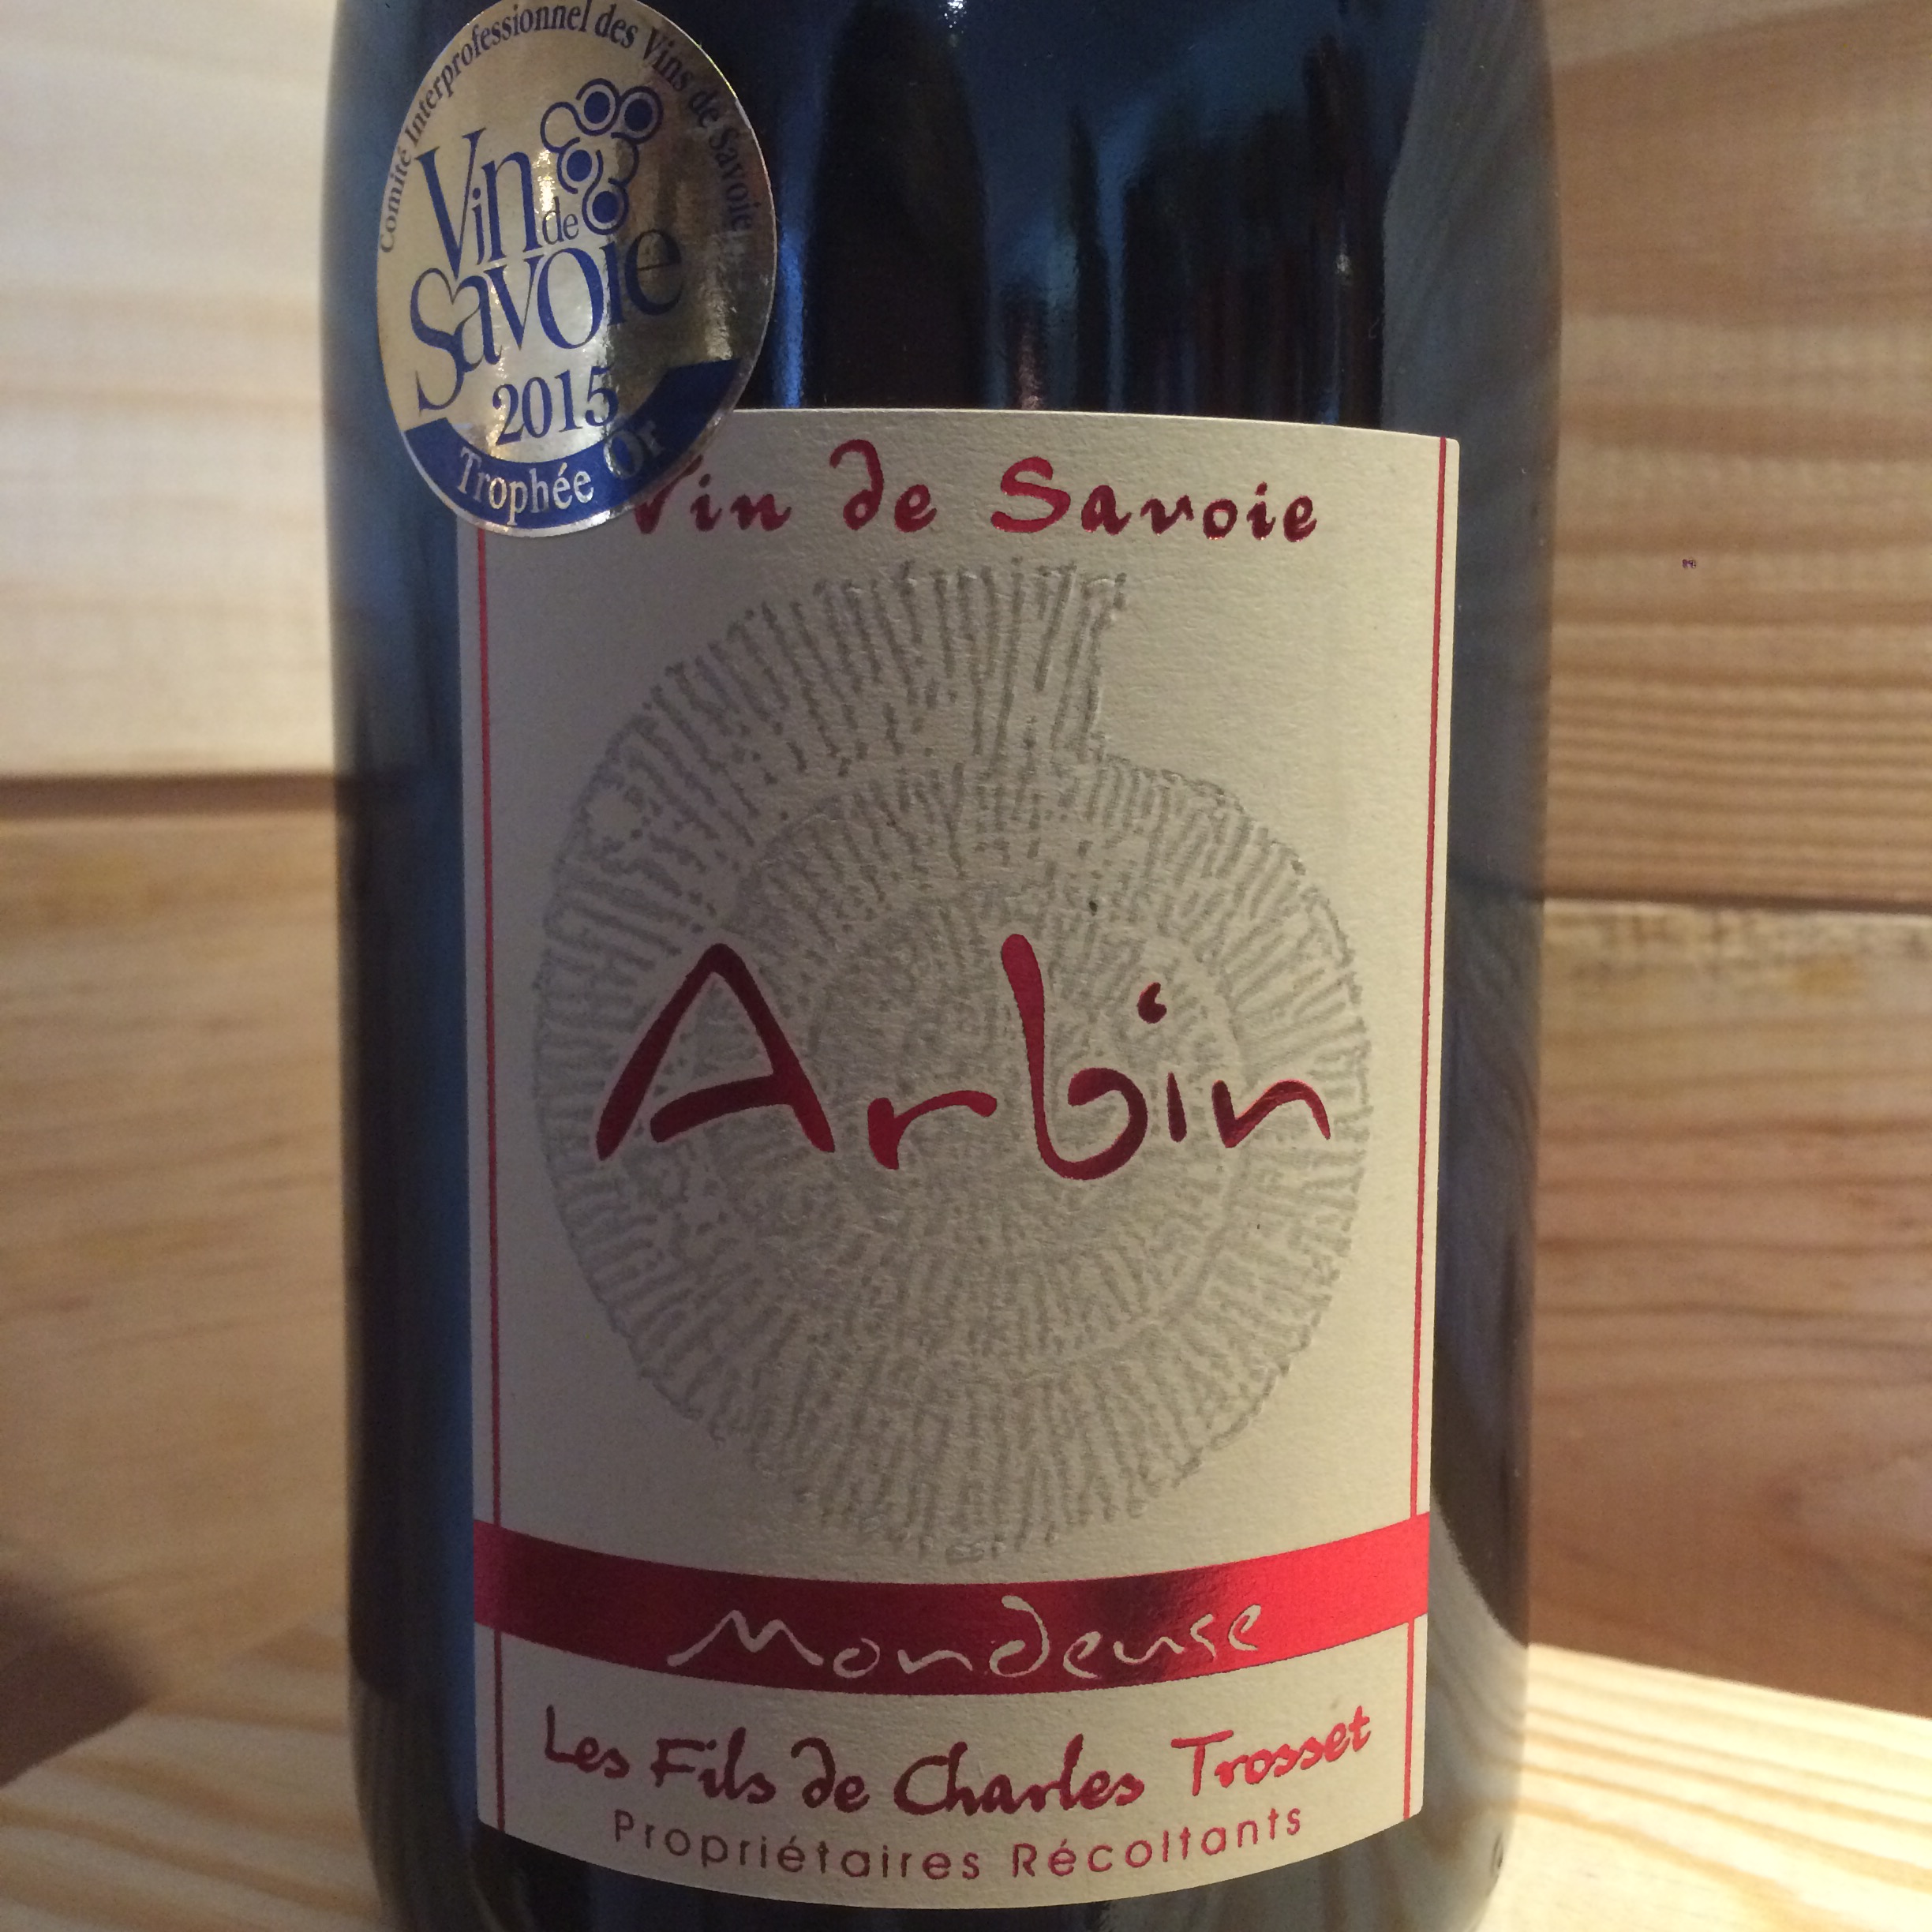 Comité Interprofessionnel des Vins de Savoie
Vin de
Savoie
2015
Trophée Or
Vin de Savoie
Arbin
Mondeuse
Les Fils de Charles Trosset
Propriétaires Récoltants